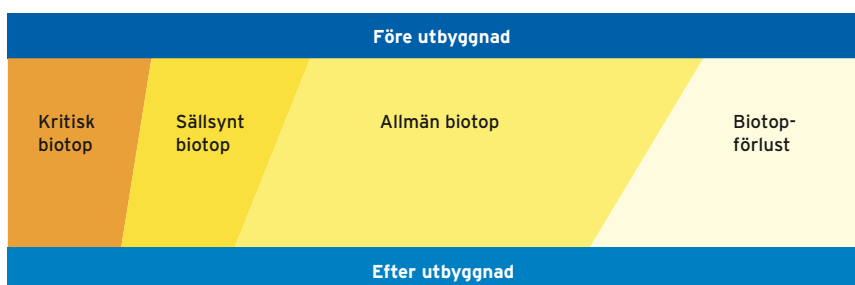 Före utbyggnad
Kritisk
biotop
Sällsynt
biotop
Allmän biotop
Biotop-
förlust
Efter utbyggnad